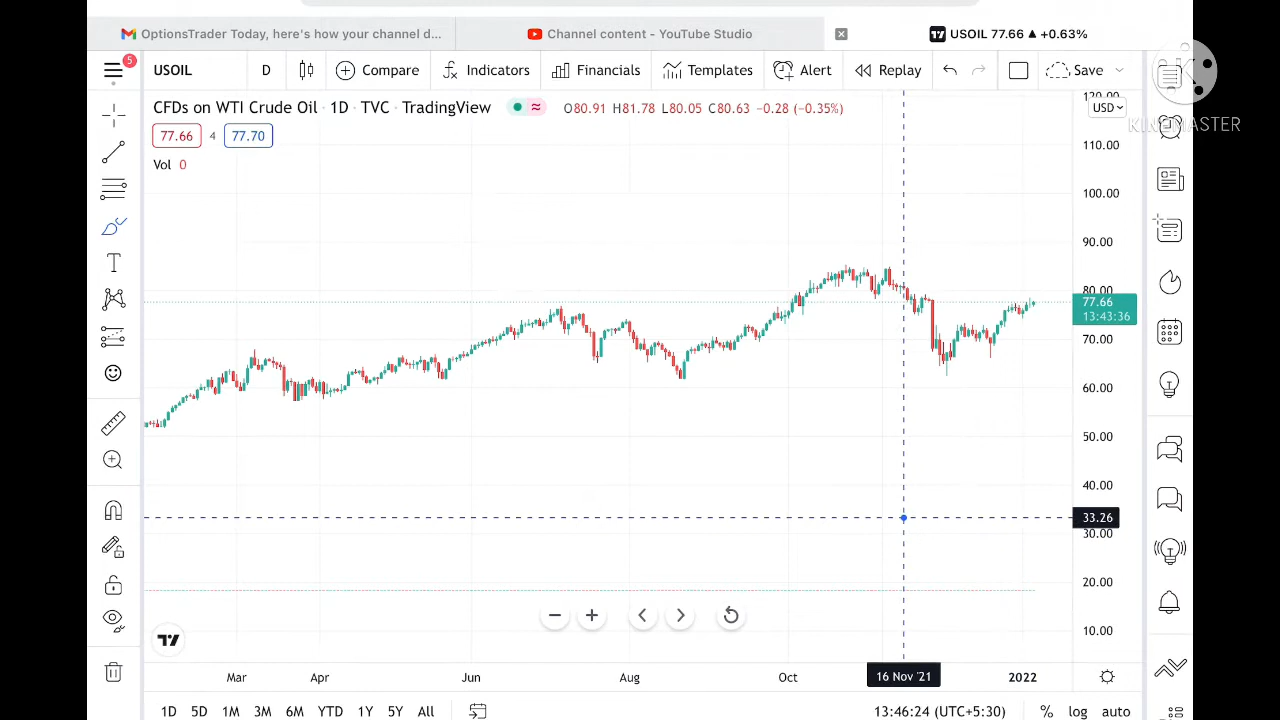 OptionsTrader Today, here's how your channel d...
Channel content - YouTube Studio
USOIL 77.66 ▲ +0.63%
5
USOIL D Compare Indicators Financials Templates Alert Replay Save
KINEMASTER
CFDs on WTI Crude Oil · 1D · TVC · TradingView O80.91 H81.78 L80.05 C80.63 −0.28 (−0.35%)
USD
77.66 4 77.70
Vol 0
120.00
110.00
100.00
90.00
80.00
77.66
13:43:36
70.00
60.00
50.00
40.00
33.26
30.00
20.00
10.00
Mar Apr Jun Aug Oct 16 Nov '21 2022
1D 5D 1M 3M 6M YTD 1Y 5Y All 13:46:24 (UTC+5:30) % log auto